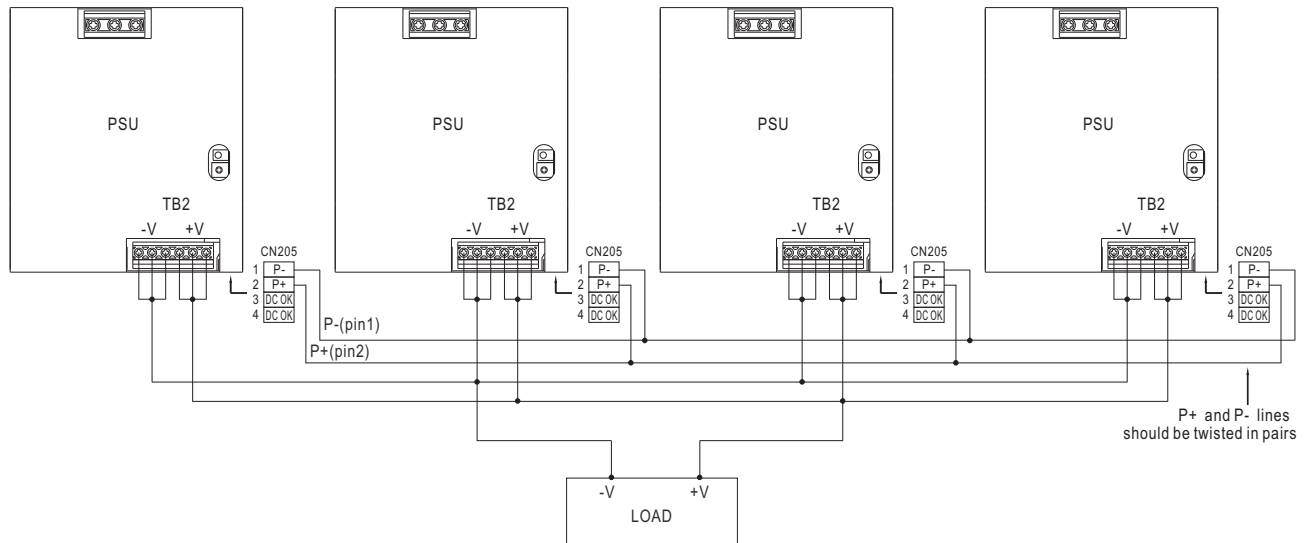 PSU PSU PSU PSU
TB2 TB2 TB2 TB2
-V +V -V +V -V +V -V +V
CN205 CN205 CN205 CN205
1 P- 1 P- 1 P- 1 P-
2 P+ 2 P+ 2 P+ 2 P+
3 DC OK 3 DC OK 3 DC OK 3 DC OK
4 DC OK 4 DC OK 4 DC OK 4 DC OK
P-(pin1)
P+(pin2)
P+ and P- lines
should be twisted in pairs
-V +V
LOAD